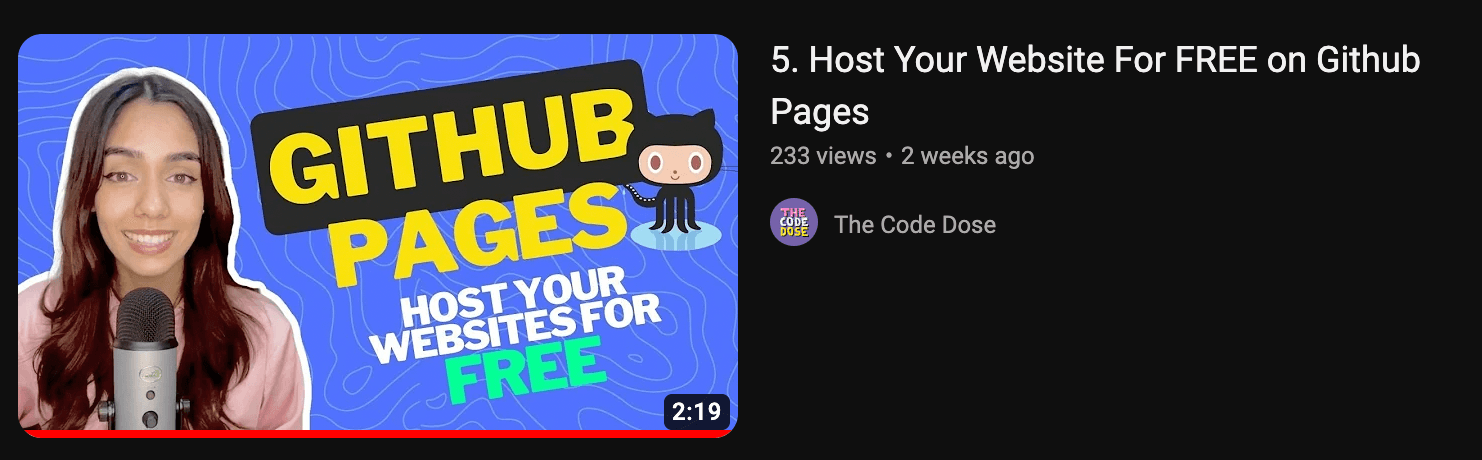 GITHUB
PAGES
HOST YOUR
WEBSITES FOR
FREE
2:19
5. Host Your Website For FREE on Github
Pages
233 views • 2 weeks ago
THE
CODE
DOSE
The Code Dose